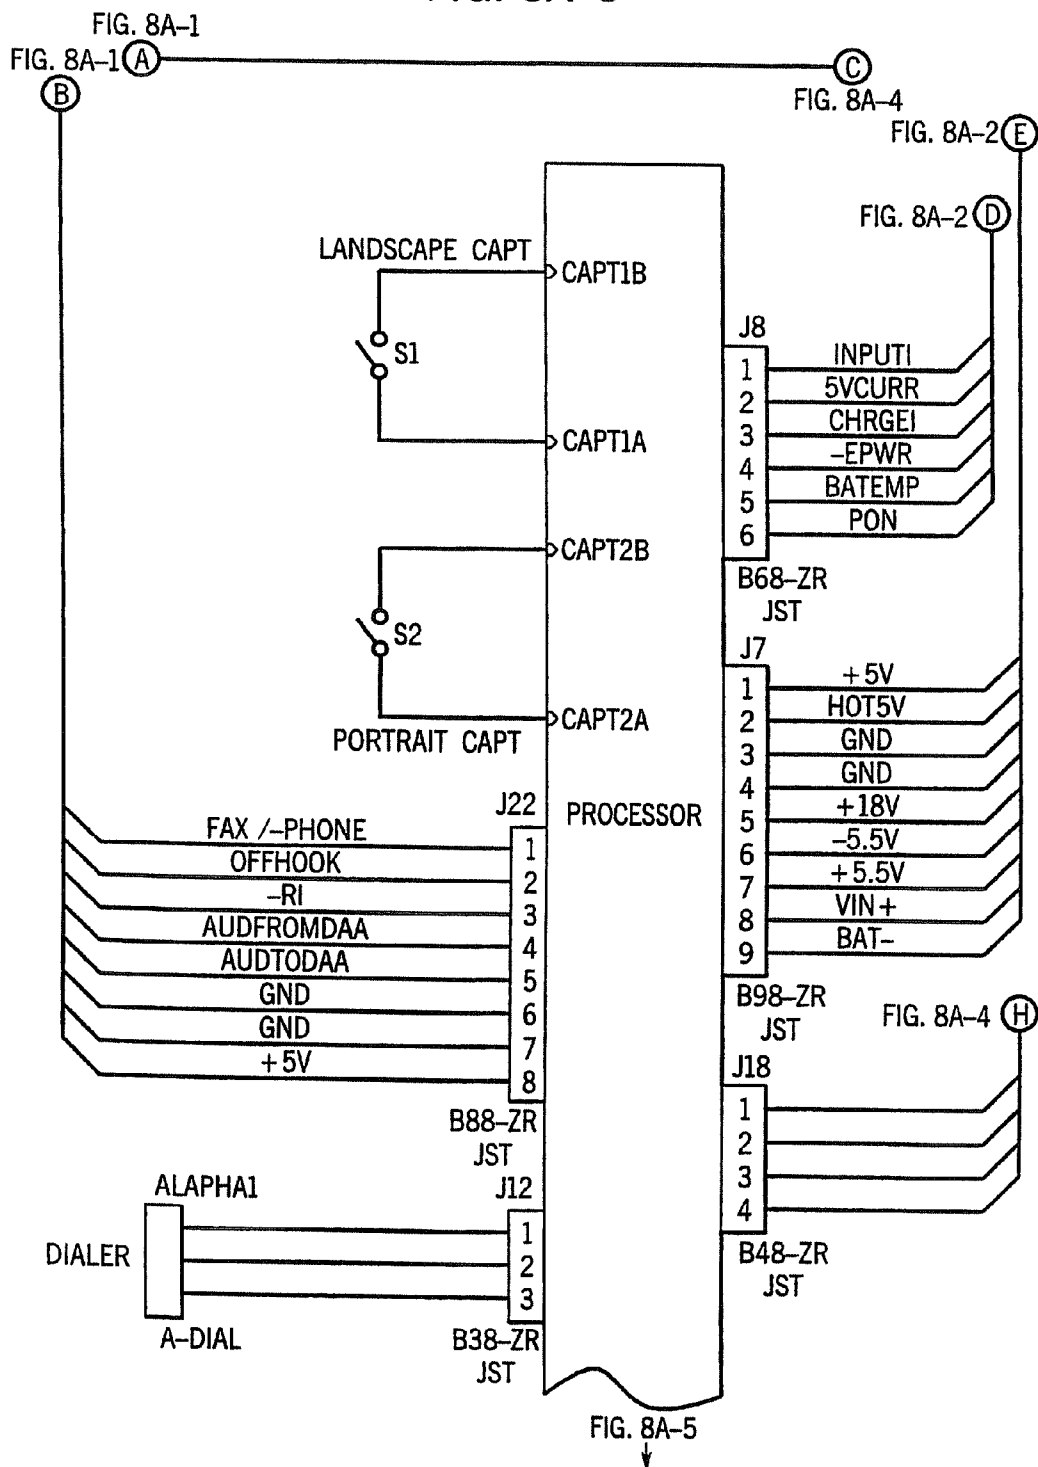 FIG. 8A-1
FIG. 8A-1 A
B
C
FIG. 8A-4
FIG. 8A-2 E
FIG. 8A-2 D
LANDSCAPE CAPT
CAPT1B
S1
CAPT1A
CAPT2B
S2
CAPT2A
PORTRAIT CAPT
PROCESSOR
J8
1 INPUTI
2 5VCURR
3 CHRGEI
4 -EPWR
5 BATEMP
6 PON
B68-ZR
JST
J7
1 +5V
2 HOT5V
3 GND
4 GND
5 +18V
6 -5.5V
7 +5.5V
8 VIN+
9 BAT-
B98-ZR
JST
J22
FAX /-PHONE 1
OFFHOOK 2
-RI 3
AUDFROMDAA 4
AUDTODAA 5
GND 6
GND 7
+5V 8
B88-ZR
JST
FIG. 8A-4 H
J18
1
2
3
4
B48-ZR
JST
ALAPHA1
DIALER
A-DIAL
J12
1
2
3
B38-ZR
JST
FIG. 8A-5